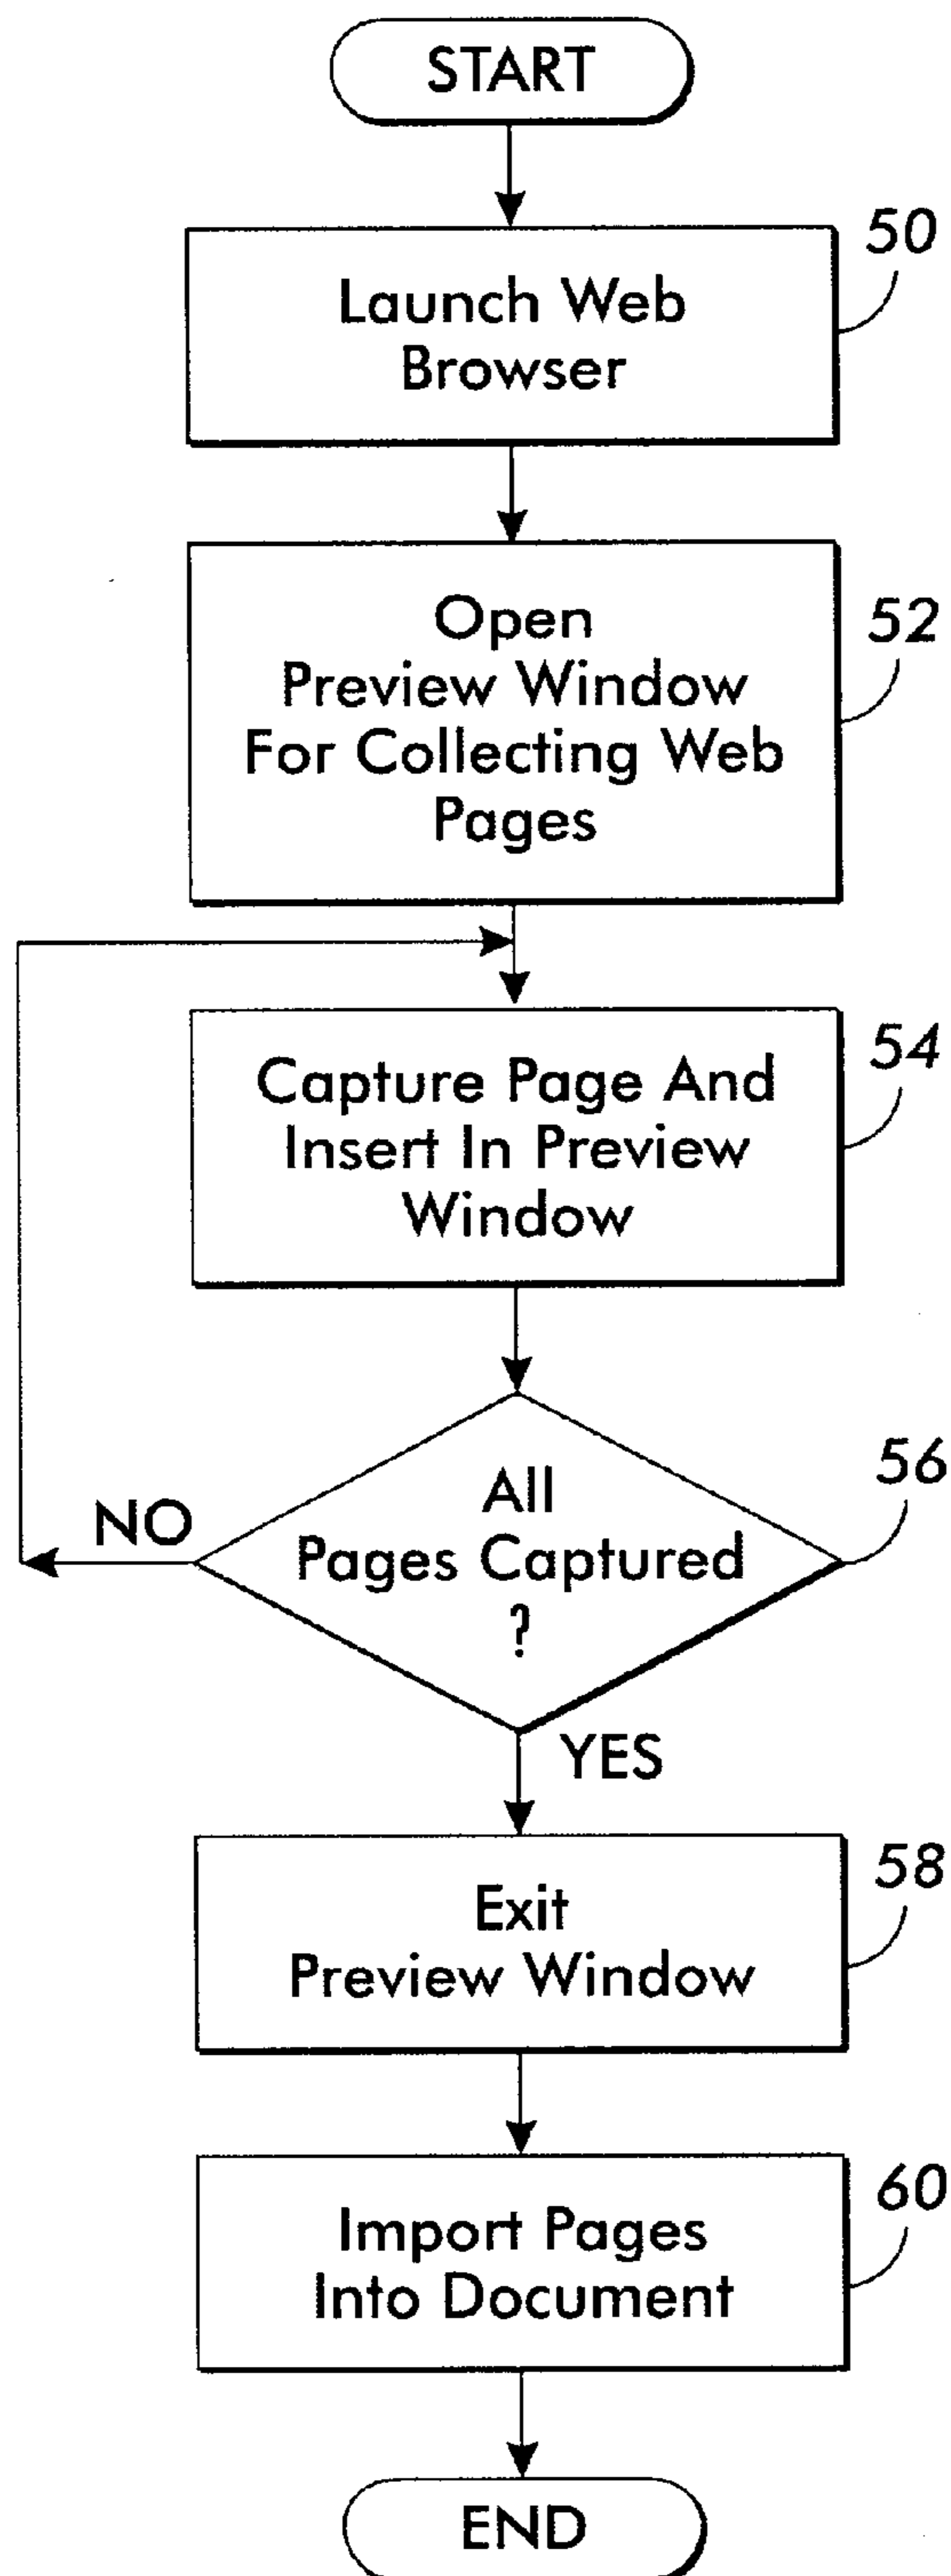 START
50
Launch Web
Browser
52
Open
Preview Window
For Collecting Web
Pages
54
Capture Page And
Insert In Preview
Window
56
All
Pages Captured
?
NO
YES
58
Exit
Preview Window
60
Import Pages
Into Document
END